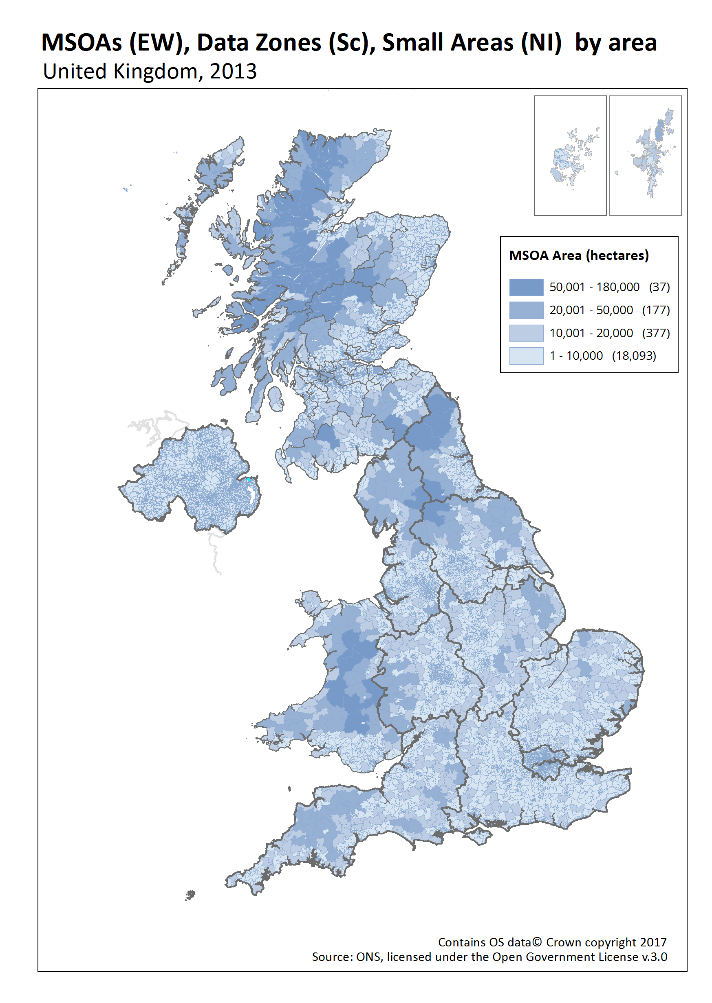 MSOAs (EW), Data Zones (Sc), Small Areas (NI)  by area
United Kingdom, 2013
MSOA Area (hectares)
50,001 - 180,000 (37)
20,001 - 50,000 (177)
10,001 - 20,000 (377)
1 - 10,000 (18,093)
Contains OS data© Crown copyright 2017
Source: ONS, licensed under the Open Government License v.3.0